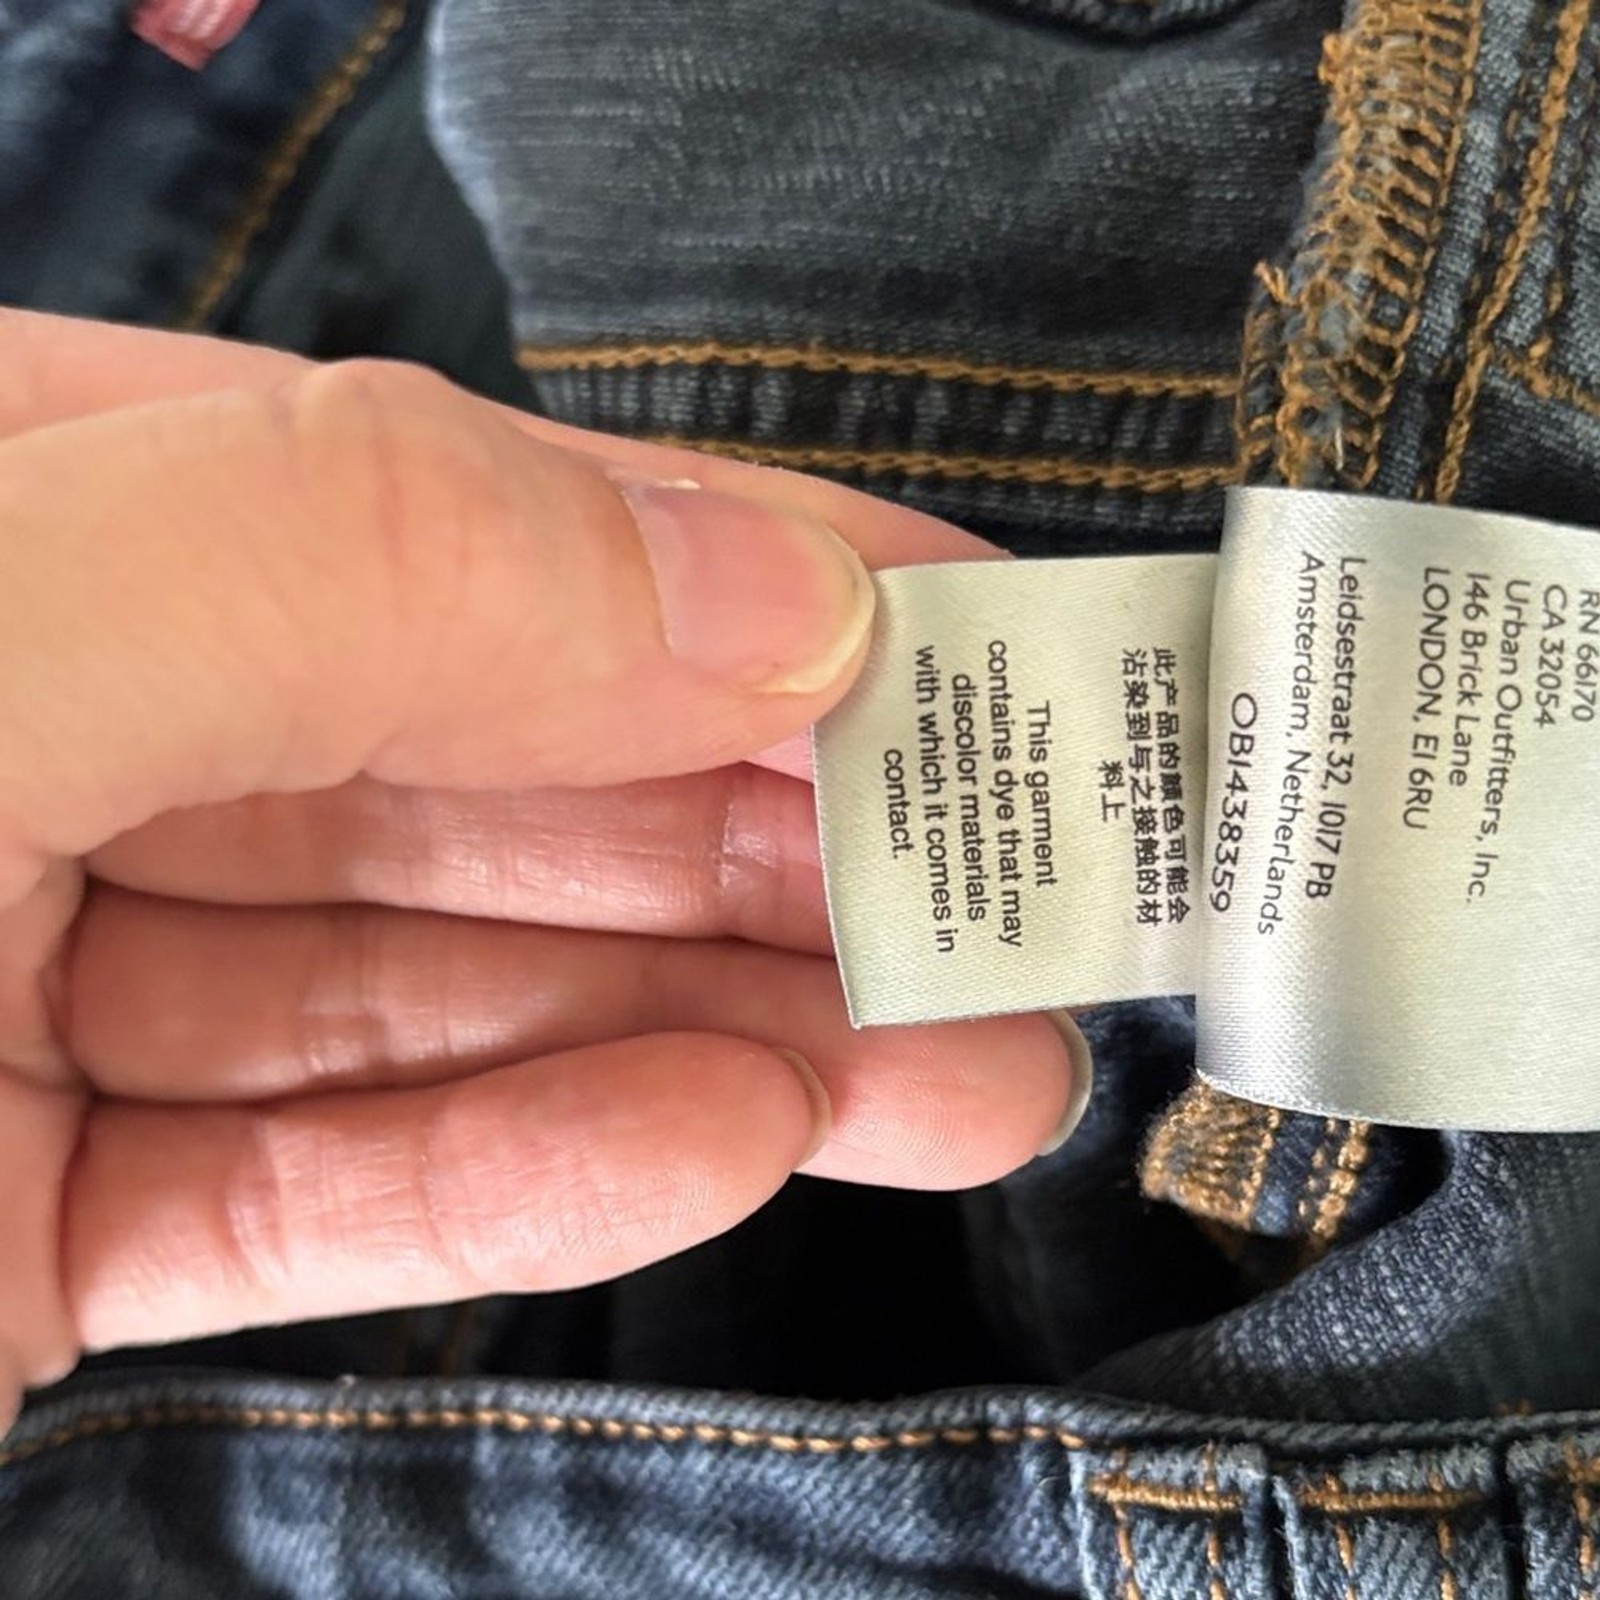 RN 66170
CA 32054
Urban Outfitters, Inc.
146 Brick Lane
LONDON, E1 6RU
Leidsestraat 32, 1017 PB
Amsterdam, Netherlands
OB14383359
此产品的颜色可能会
沾染到与之接触的材
料上
This garment
contains dye that may
discolor materials
with which it comes in
contact.